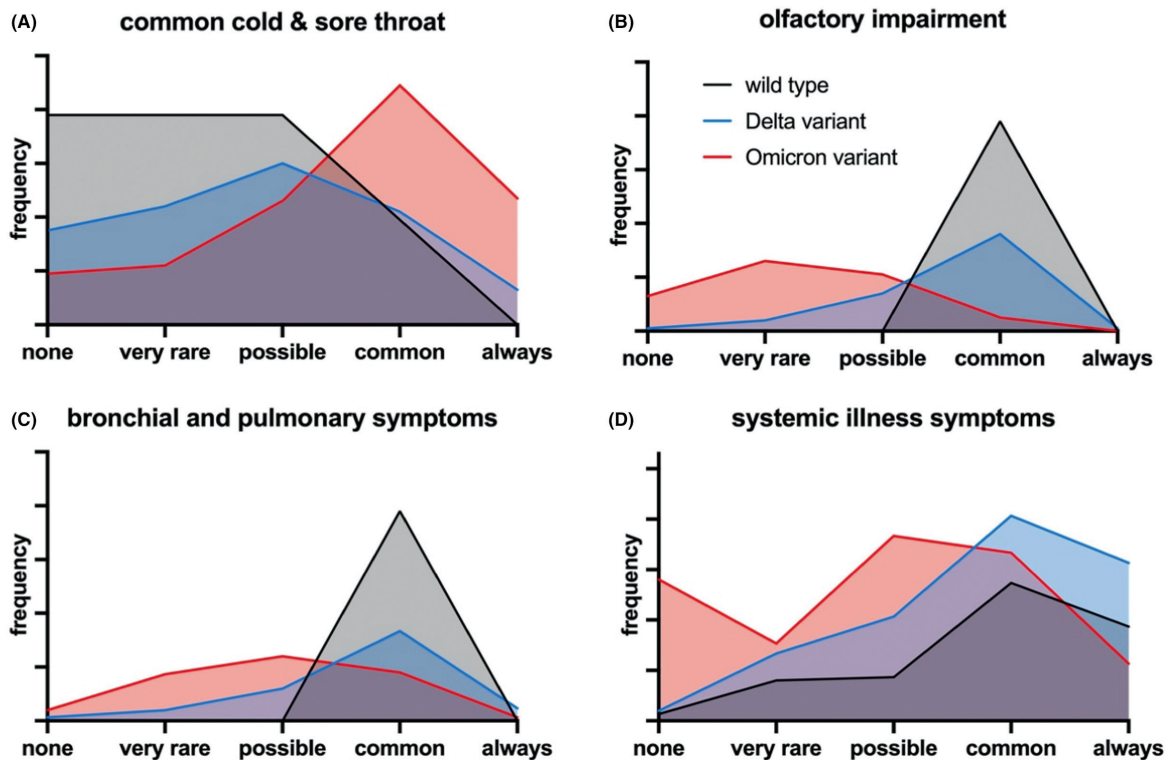 (A) common cold & sore throat
frequency
none very rare possible common always
(B) olfactory impairment
wild type
Delta variant
Omicron variant
frequency
none very rare possible common always
(C) bronchial and pulmonary symptoms
frequency
none very rare possible common always
(D) systemic illness symptoms
frequency
none very rare possible common always